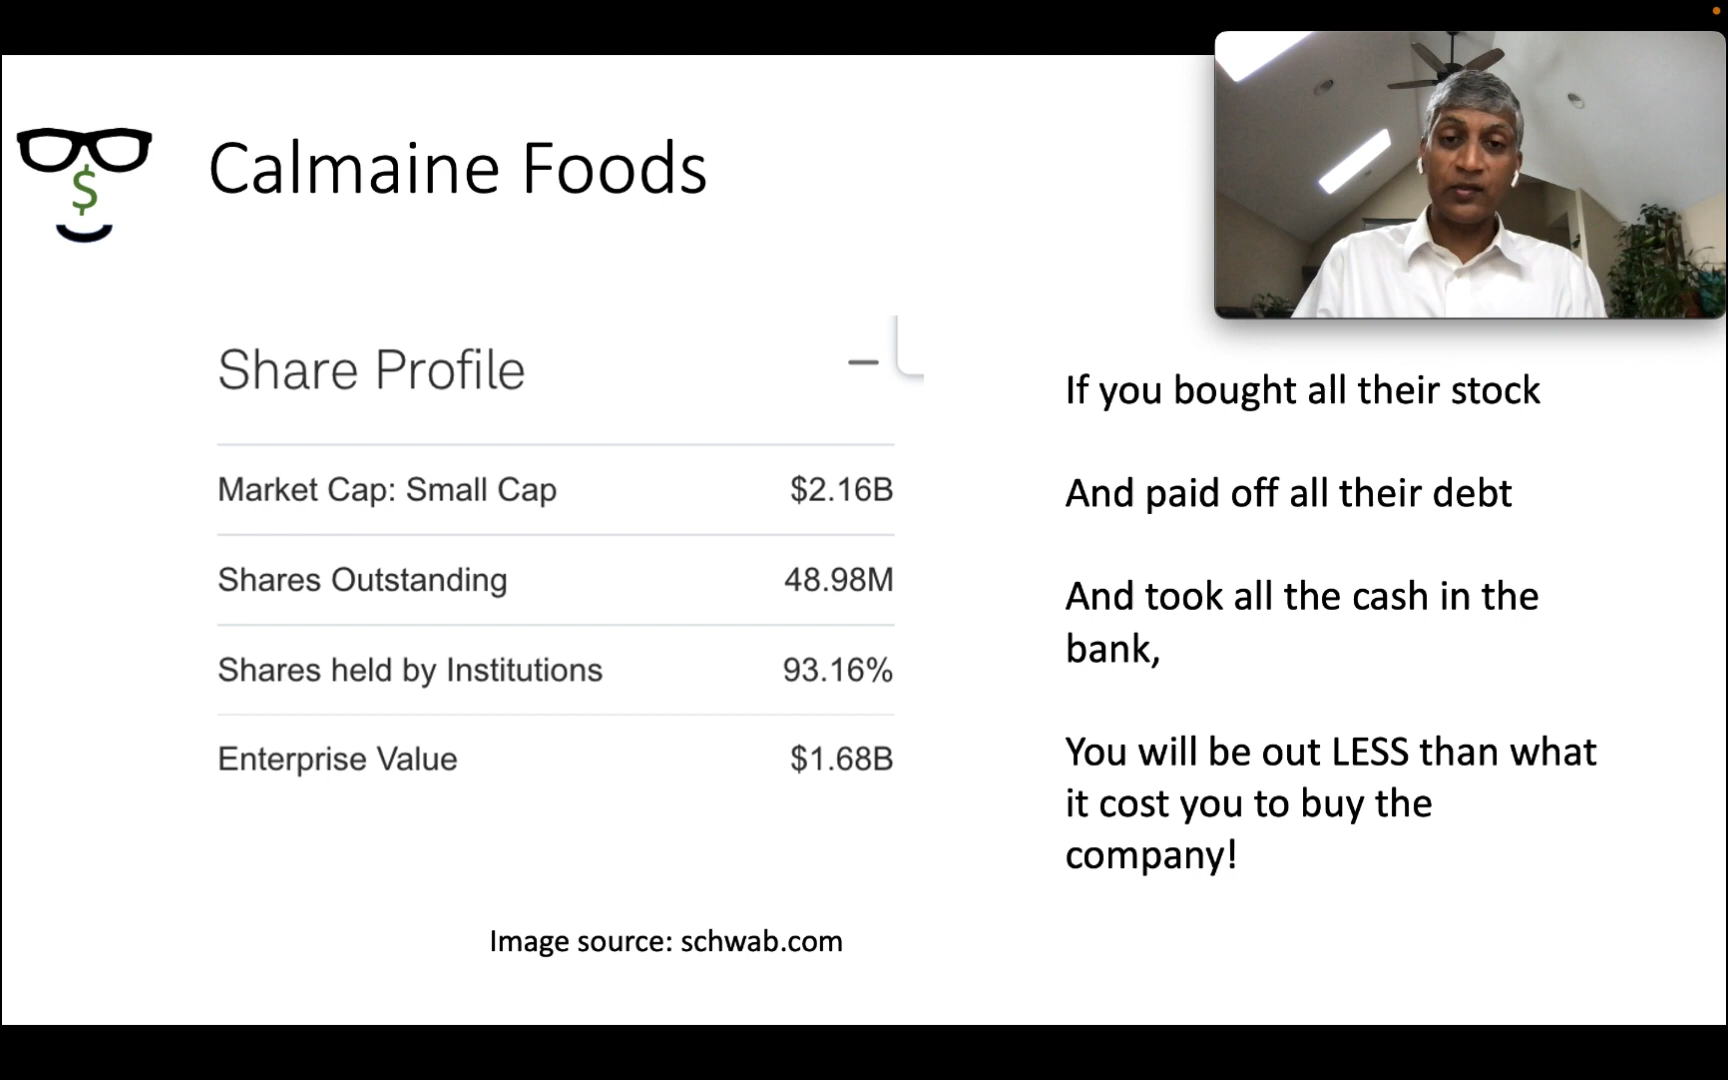 $
Calmaine Foods
Share Profile
Market Cap: Small Cap $2.16B
Shares Outstanding 48.98M
Shares held by Institutions 93.16%
Enterprise Value $1.68B
Image source: schwab.com
If you bought all their stock
And paid off all their debt
And took all the cash in the
bank,
You will be out LESS than what
it cost you to buy the
company!